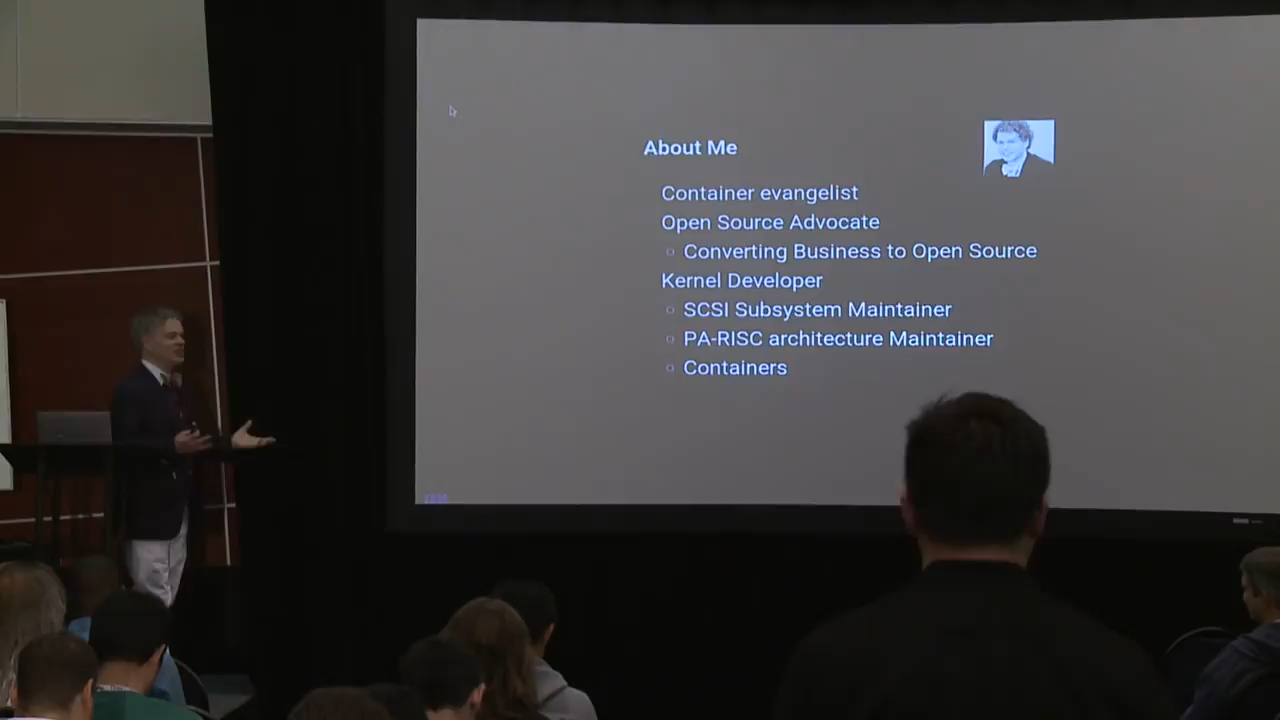 About Me
Container evangelist
Open Source Advocate
Converting Business to Open Source
Kernel Developer
SCSI Subsystem Maintainer
PA-RISC architecture Maintainer
Containers
IBM